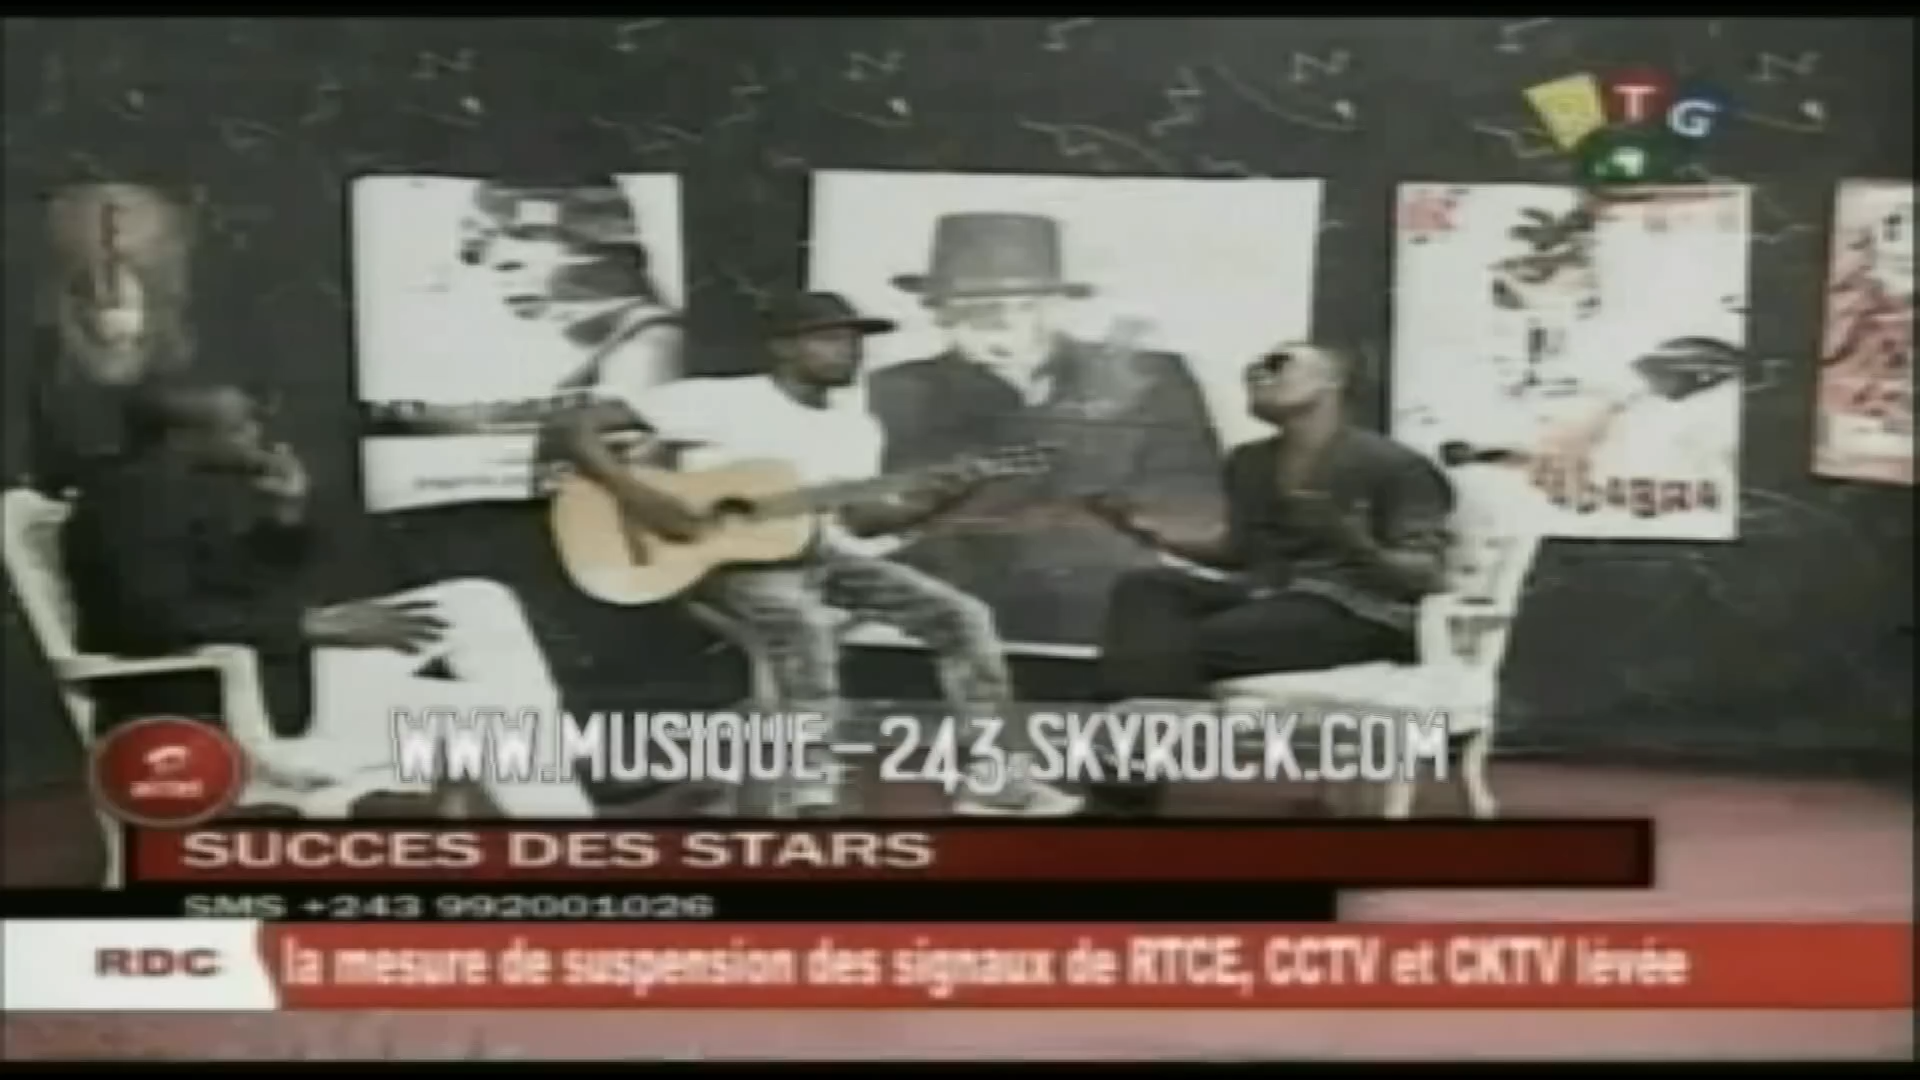 TG
WWW.MUSIQUE-243.SKYROCK.COM
airtel
SUCCES DES STARS
SMS +243 992001026
RDC la mesure de suspension des signaux de RTCE, CCTV et CKTV levée